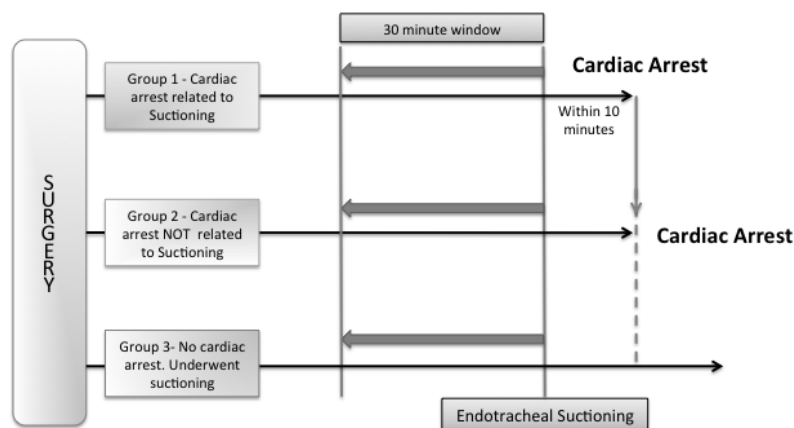 30 minute window
Group 1 - Cardiac
arrest related to
Suctioning
Cardiac Arrest
Within 10
minutes
SURGERY
Group 2 - Cardiac
arrest NOT related
to Suctioning
Cardiac Arrest
Group 3- No cardiac
arrest. Underwent
suctioning
Endotracheal Suctioning